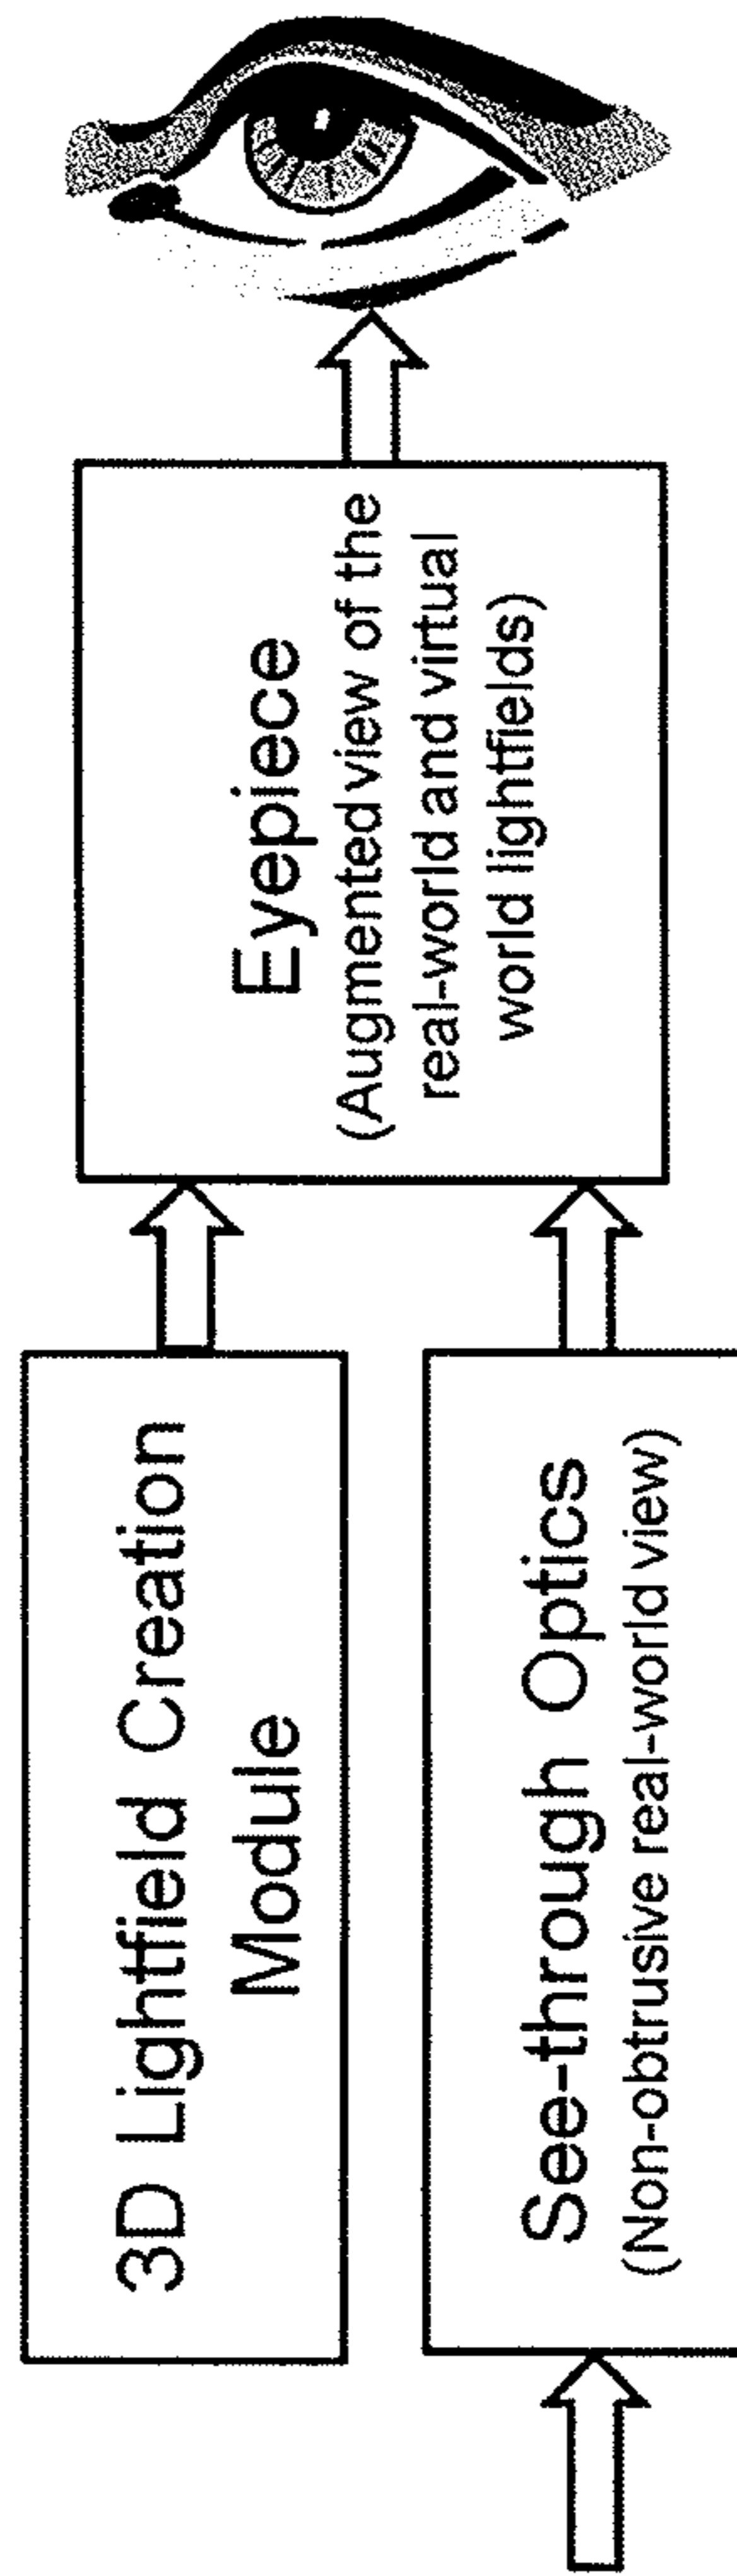 3D Lightfield Creation
Module
See-through Optics
(Non-obtrusive real-world view)
Eyepiece
(Augmented view of the
real-world and virtual
world lightfields)